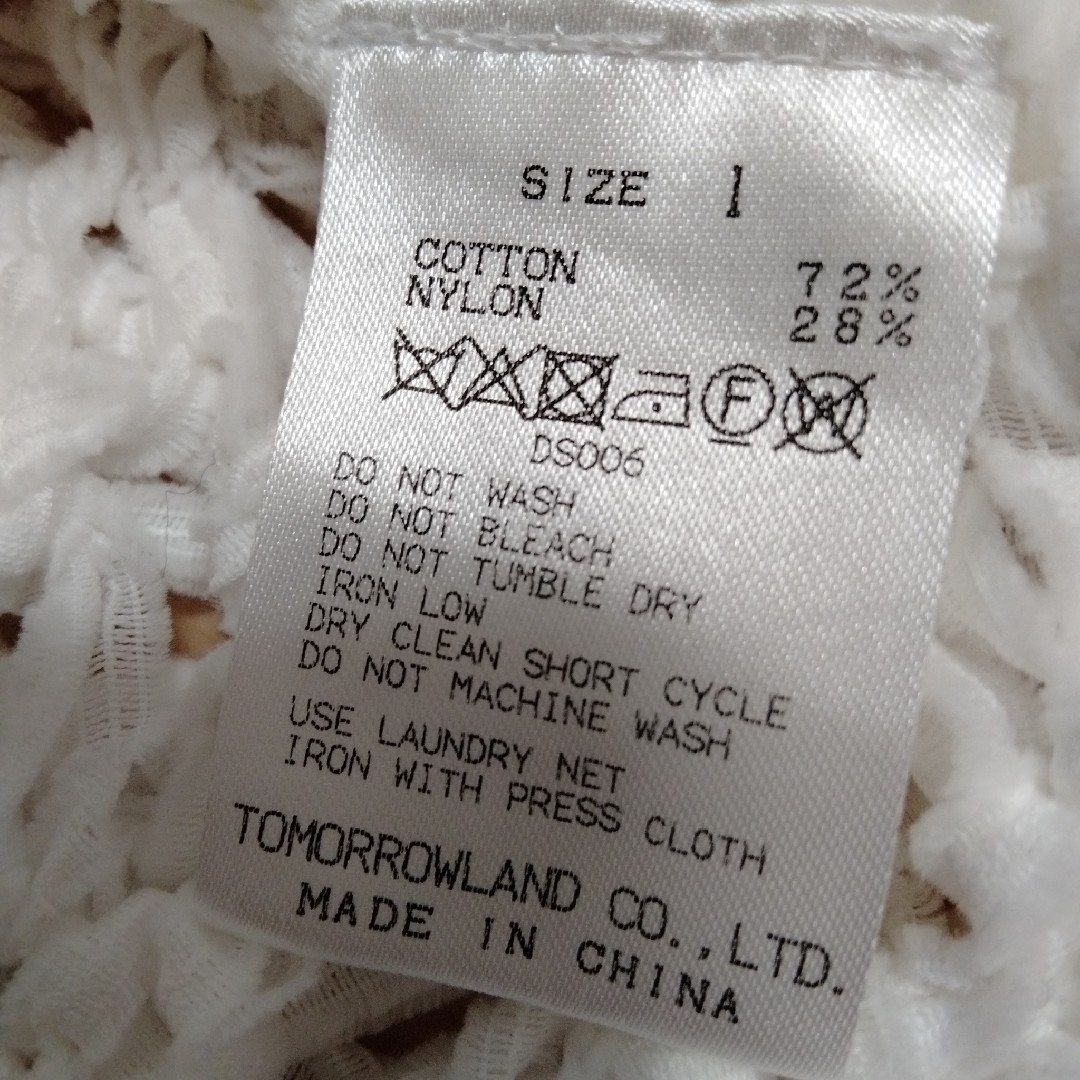 SIZE 1
COTTON 72%
NYLON 28%
F W
DS006
DO NOT WASH
DO NOT BLEACH
DO NOT TUMBLE DRY
IRON LOW
DRY CLEAN SHORT CYCLE
DO NOT MACHINE WASH
USE LAUNDRY NET
IRON WITH PRESS CLOTH
TOMORROWLAND CO.,LTD.
MADE IN CHINA